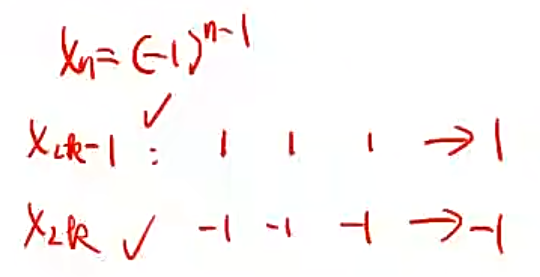 xₙ=(-1)ⁿ⁻¹
x₂ₖ₋₁ : ✓ 1 1 1 → 1
x₂ₖ ✓ -1 -1 -1 → -1